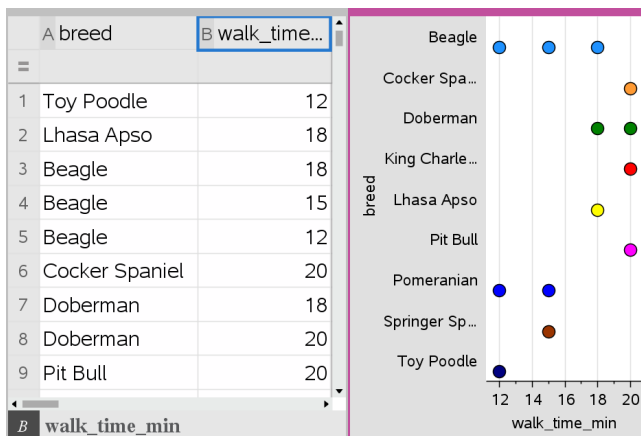 A breed B walk_time...
=
1 Toy Poodle 12
2 Lhasa Apso 18
3 Beagle 18
4 Beagle 15
5 Beagle 12
6 Cocker Spaniel 20
7 Doberman 18
8 Doberman 20
9 Pit Bull 20
B walk_time_min
breed
Beagle
Cocker Spa...
Doberman
King Charle...
Lhasa Apso
Pit Bull
Pomeranian
Springer Sp...
Toy Poodle
12 14 16 18 20
walk_time_min